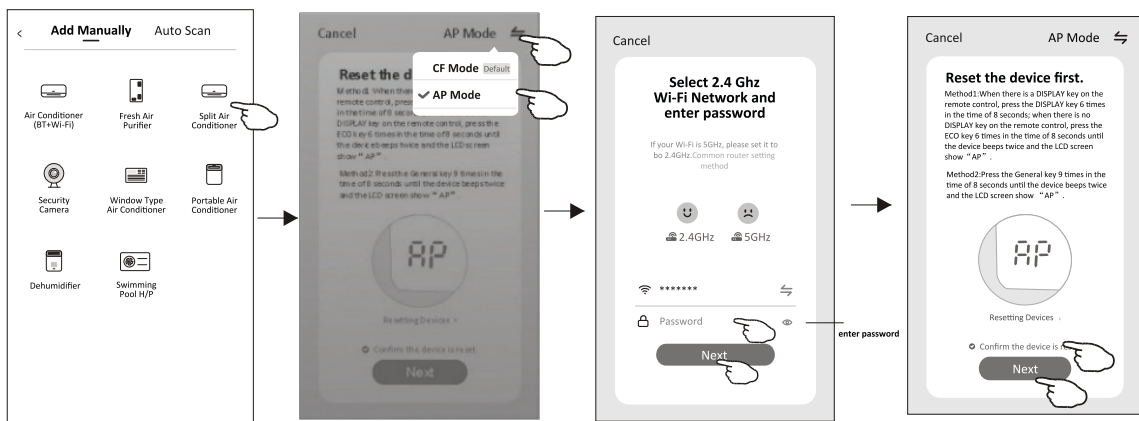 < Add Manually Auto Scan
Air Conditioner
(BT+Wi-Fi)
Fresh Air
Purifier
Split Air
Conditioner
Security
Camera
Window Type
Air Conditioner
Portable Air
Conditioner
Dehumidifier
Swimming
Pool H/P
Cancel AP Mode
CF Mode Default
AP Mode
Reset the d
Method1: When ther
remote control, press
in the time of 8 secon
DISPLAY key on the remote control, press the
ECO key 6 times in the time of 8 seconds until
the device beeps twice and the LCD screen
show “AP”.
Method2: Press the General key 9 times in the
time of 8 seconds until the device beeps twice
and the LCD screen show “AP”.
AP
Resetting Devices >
Confirm the device is reset.
Next
Cancel
Select 2.4 Ghz
Wi-Fi Network and
enter password
If your Wi-Fi is 5GHz, please set it to
bo 2.4GHz.Common router setting
method
2.4GHz 5GHz
*******
Password
enter password
Next
Cancel AP Mode
Reset the device first.
Method1:When there is a DISPLAY key on the
remote control, press the DISPLAY key 6 times
in the time of 8 seconds; when there is no
DISPLAY key on the remote control, press the
ECO key 6 times in the time of 8 seconds until
the device beeps twice and the LCD screen
show “AP”.
Method2:Press the General key 9 times in the
time of 8 seconds until the device beeps twice
and the LCD screen show “AP”.
AP
Resetting Devices >
Confirm the device is re
Next